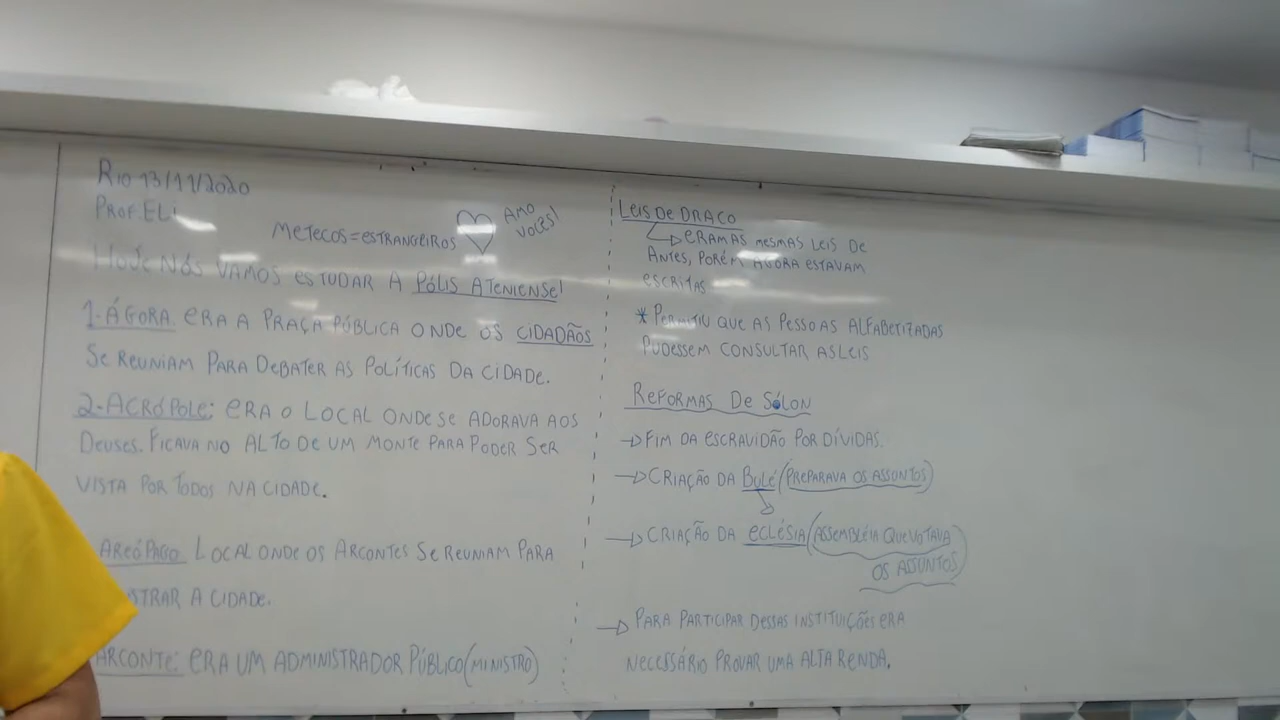 RIO 13/11/2020
PROF. ELI
METECOS = ESTRANGEIROS
AMO
VOCÊS!
HOJE NÓS VAMOS ESTUDAR A PÓLIS ATENIENSE!
1- ÁGORA ERA A PRAÇA PÚBLICA ONDE OS CIDADÃOS
SE REUNIAM PARA DEBATER AS POLÍTICAS DA CIDADE.
2- ACRÓPOLE: ERA O LOCAL ONDE SE ADORAVA AOS
DEUSES. FICAVA NO ALTO DE UM MONTE PARA PODER SER
VISTA POR TODOS NA CIDADE.
AREÓPAGO LOCAL ONDE OS ARCONTES SE REUNIAM PARA
STRAR A CIDADE.
ARCONTE: ERA UM ADMINISTRADOR PÚBLICO (MINISTRO)
LEIS DE DRACO
ERAM AS MESMAS LEIS DE
ANTES, PORÉM AGORA ESTAVAM
ESCRITAS
* PERMITIU QUE AS PESSOAS ALFABETIZADAS
PUDESSEM CONSULTAR AS LEIS
REFORMAS DE SÓLON
→ FIM DA ESCRAVIDÃO POR DÍVIDAS.
→ CRIAÇÃO DA BULÉ (PREPARAVA OS ASSUNTOS)
→ CRIAÇÃO DA ECLÉSIA (ASSEMBLÉIA QUE VOTAVA
OS ASSUNTOS)
→ PARA PARTICIPAR DESSAS INSTITUIÇÕES ERA
NECESSÁRIO PROVAR UMA ALTA RENDA.